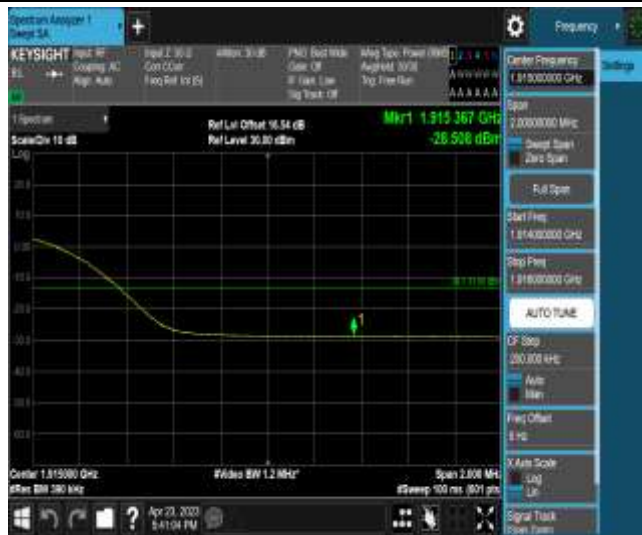 Spectrum Analyzer 1
Swept SA
Frequency
KEYSIGHT
Input: RF
Coupling: AC
Align: Auto
Input Z: 50 Ω
Corr CCorr
Freq Ref: Int (S)
Atten: 30 dB
PNO: Best Wide
Gate: Off
IF Gain: Low
Sig Track: Off
Avg Type: Power (RMS)
Trig: Free Run
1 Spectrum
Scale/Div 10 dB
Log
Ref Lvl Offset 16.54 dB
Ref Level 30.00 dBm
Mkr1 1.915 367 GHz
-28.508 dBm
1
Center 1.915000 GHz
#Res BW 390 kHz
#Video BW 1.2 MHz*
Span 2.000 MHz
#Sweep 100 ms (601 pts)
Apr 23, 2023
5:41:04 PM
Center Frequency
1.915000000 GHz
Settings
Span
2.00000000 MHz
Swept Span
Zero Span
Full Span
Start Freq
1.914000000 GHz
Stop Freq
1.916000000 GHz
AUTO TUNE
CF Step
200.000 kHz
Auto
Man
Freq Offset
0 Hz
X Axis Scale
Log
Lin
Signal Track